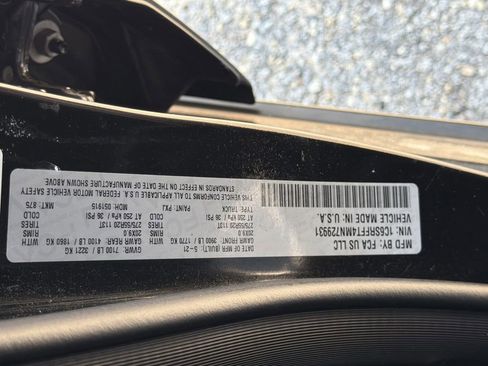 MFD BY: FCA US LLC
DATE OF MFR (BUILT): 5-21
GVWR: 7100 LB / 3221 KG
GAWR FRONT 3900 LB / 1770 KG
GAWR REAR 4100 LB / 1860 KG
20X9.0
RIMS
20X9.0
RIMS
275/55R20 113T
TIRES
275/55R20 113T
TIRES
AT 250 kPa / 36 PSI
COLD
AT 250 kPa / 36 PSI
COLD
VIN: 1C6SRFFT4MN729931
TYPE: TRUCK
PAINT: PXJ
MDH: 051915
MKT: 875
VEHICLE MADE IN: U.S.A.
THIS VEHICLE CONFORMS TO ALL APPLICABLE U.S.A. FEDERAL MOTOR VEHICLE SAFETY
STANDARDS IN EFFECT ON THE DATE OF MANUFACTURE SHOWN ABOVE